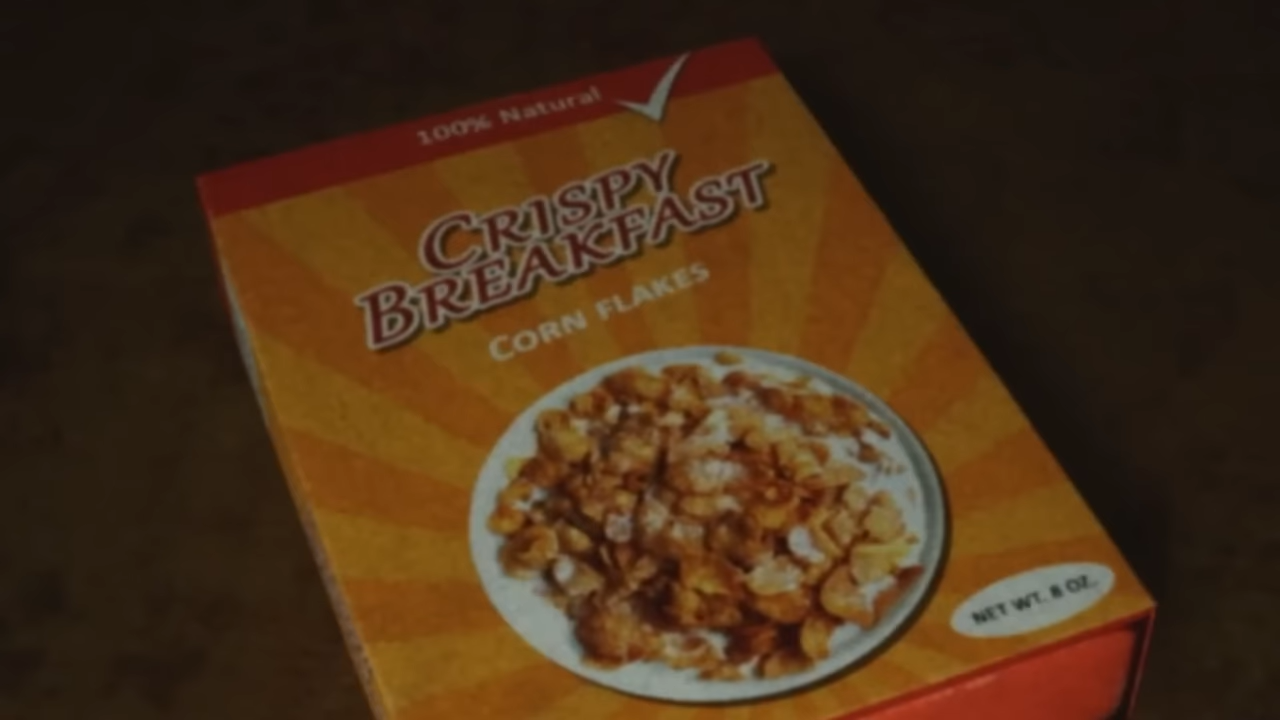 100% Natural
CRISPY
BREAKFAST
CORN FLAKES
NET WT. 8 OZ.